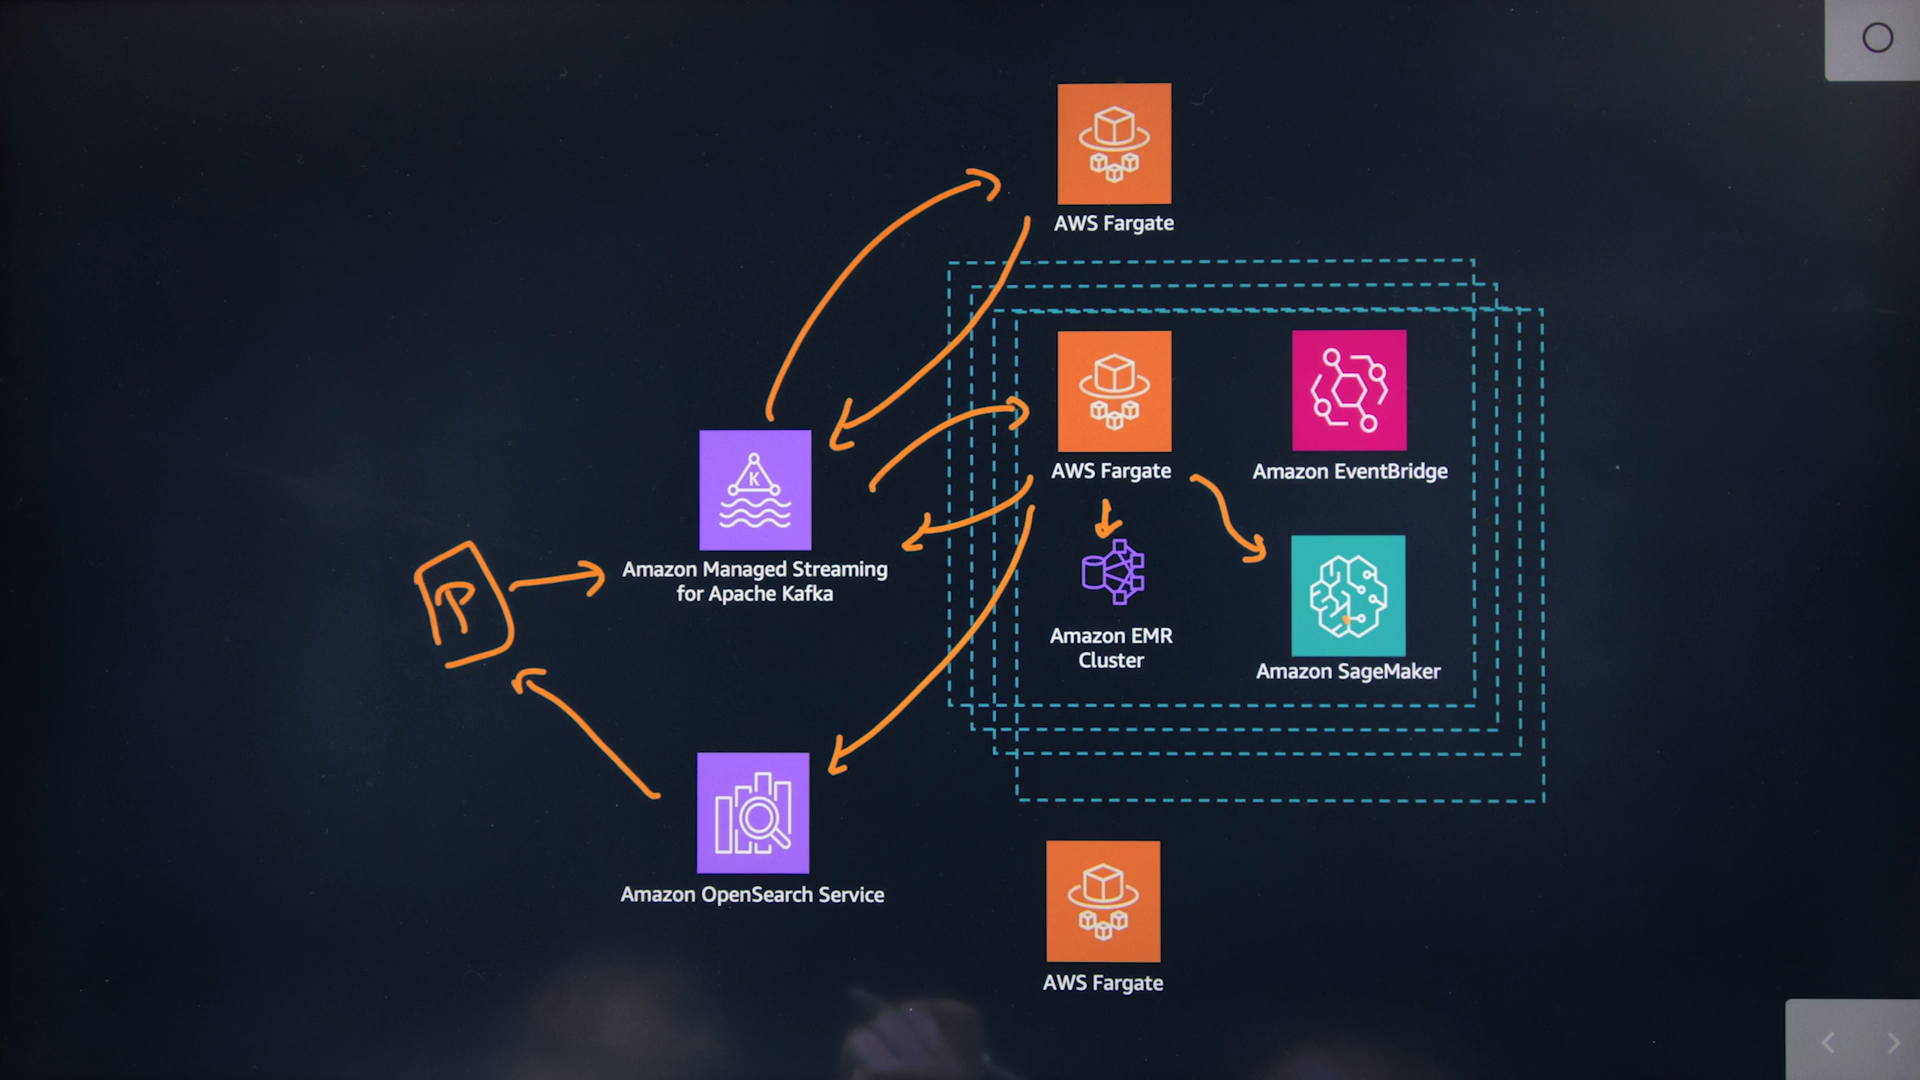 AWS Fargate
AWS Fargate
Amazon EventBridge
K
Amazon Managed Streaming
for Apache Kafka
P
Amazon EMR
Cluster
Amazon SageMaker
Amazon OpenSearch Service
AWS Fargate